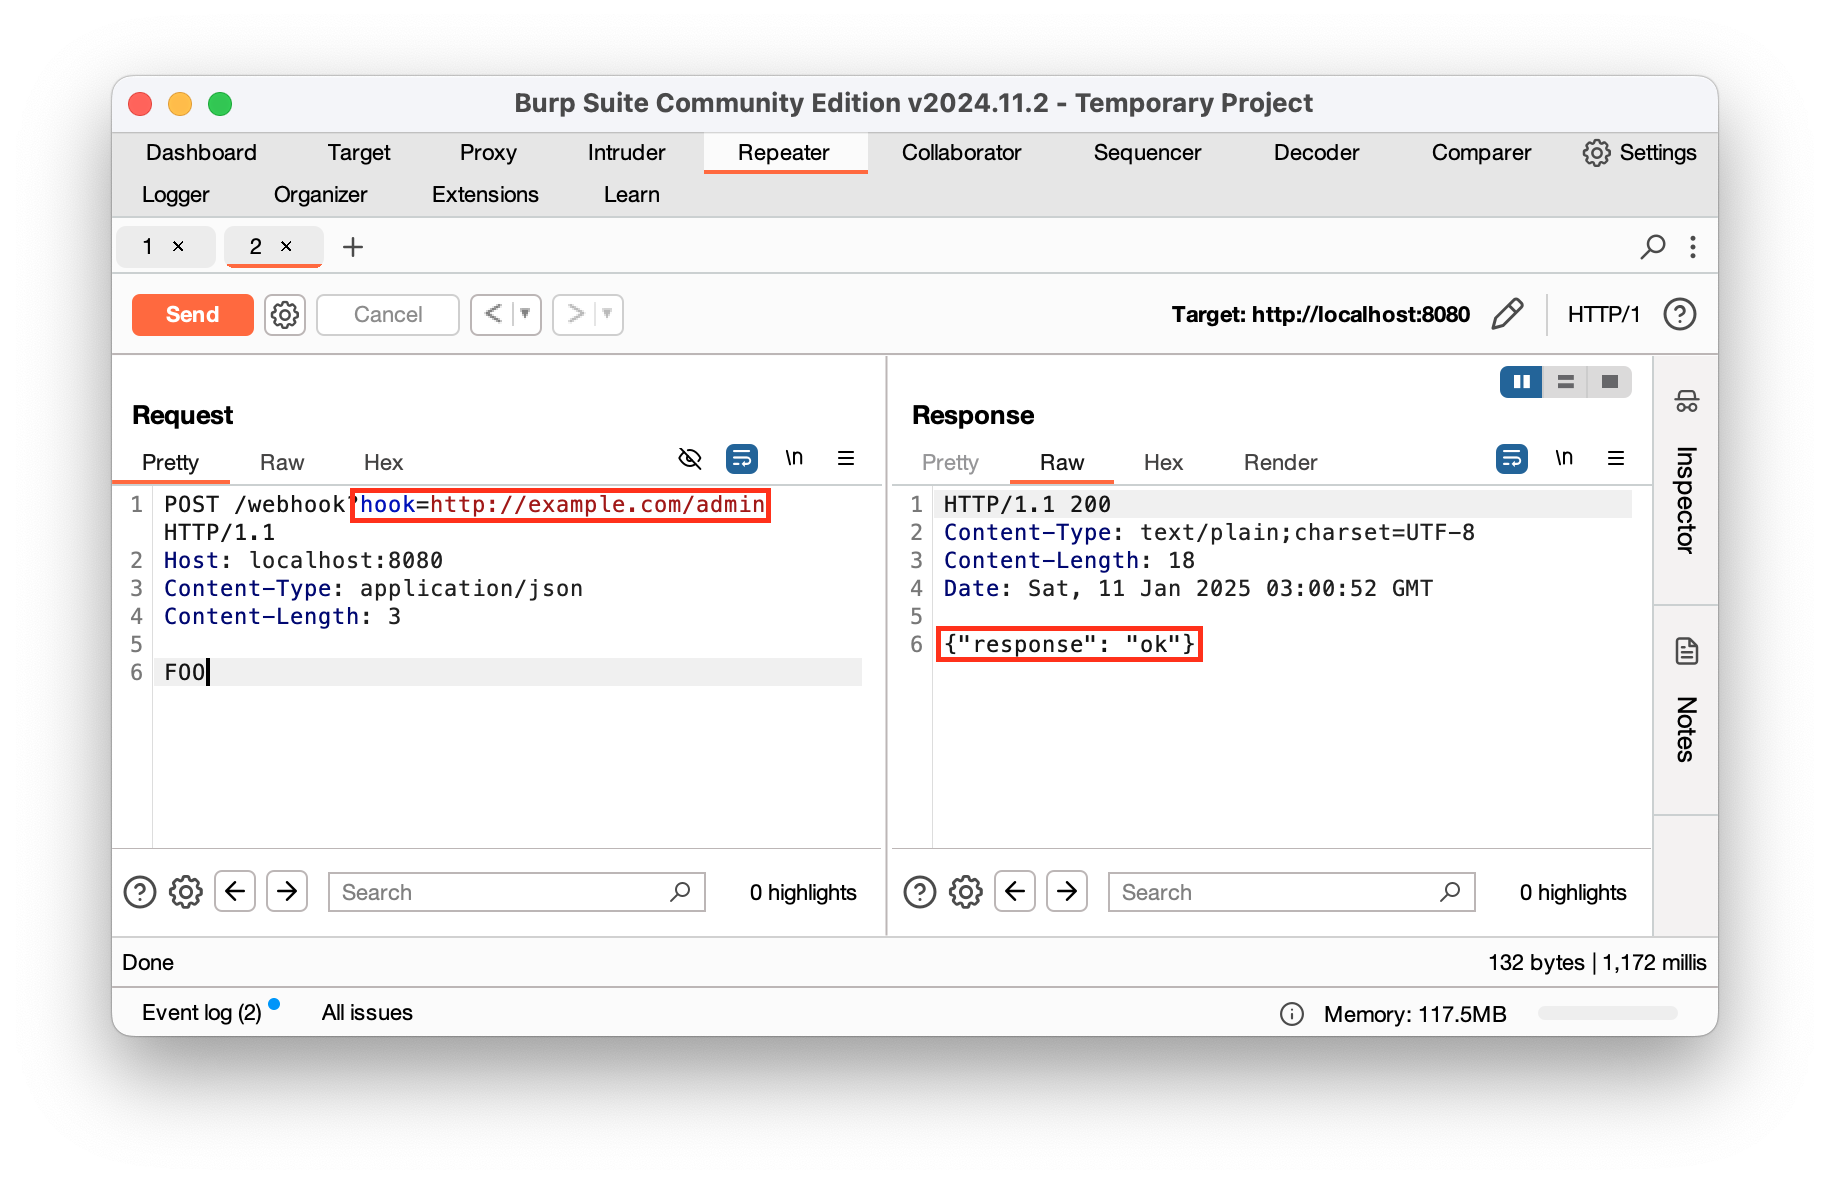 Burp Suite Community Edition v2024.11.2 - Temporary Project
Dashboard Target Proxy Intruder Repeater Collaborator Sequencer Decoder Comparer Settings
Logger Organizer Extensions Learn
1 × 2 × +
Send Cancel < > Target: http://localhost:8080 HTTP/1 ?
Request
Pretty Raw Hex \n
1 POST /webhook?hook=http://example.com/admin
HTTP/1.1
2 Host: localhost:8080
3 Content-Type: application/json
4 Content-Length: 3
5
6 FOO
? Search 0 highlights
Response
Pretty Raw Hex Render \n
1 HTTP/1.1 200
2 Content-Type: text/plain;charset=UTF-8
3 Content-Length: 18
4 Date: Sat, 11 Jan 2025 03:00:52 GMT
5
6 {"response": "ok"}
? Search 0 highlights
Inspector
Notes
Done 132 bytes | 1,172 millis
Event log (2) All issues Memory: 117.5MB